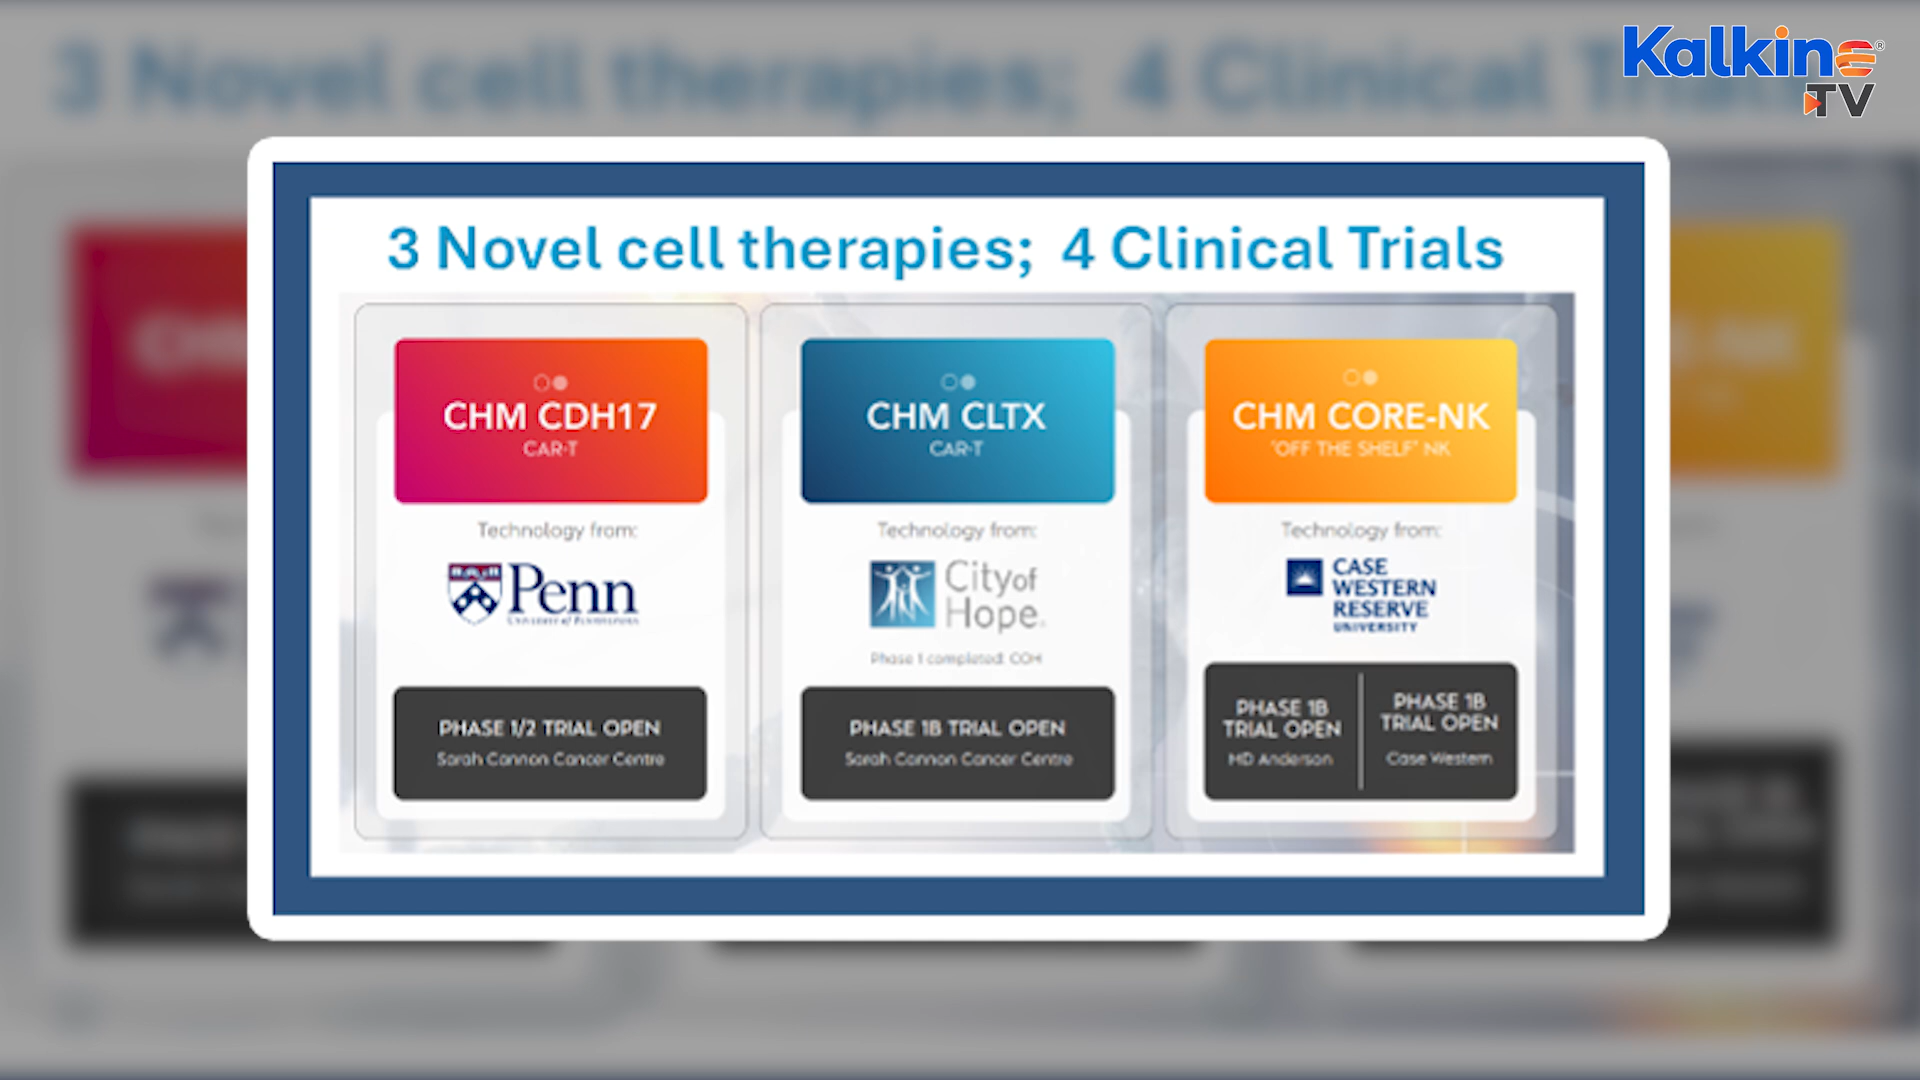 Kalkine®
TV
3 Novel cell therapies; 4 Clinical Trials
CHM CDH17
CAR-T
Technology from:
Penn
University of Pennsylvania
PHASE 1/2 TRIAL OPEN
Sarah Cannon Cancer Centre
CHM CLTX
CAR-T
Technology from:
City of
Hope.
Phase 1 completed: COH
PHASE 1B TRIAL OPEN
Sarah Cannon Cancer Centre
CHM CORE-NK
"OFF THE SHELF" NK
Technology from:
CASE
WESTERN
RESERVE
UNIVERSITY
PHASE 1B
TRIAL OPEN
MD Anderson
PHASE 1B
TRIAL OPEN
Case Western